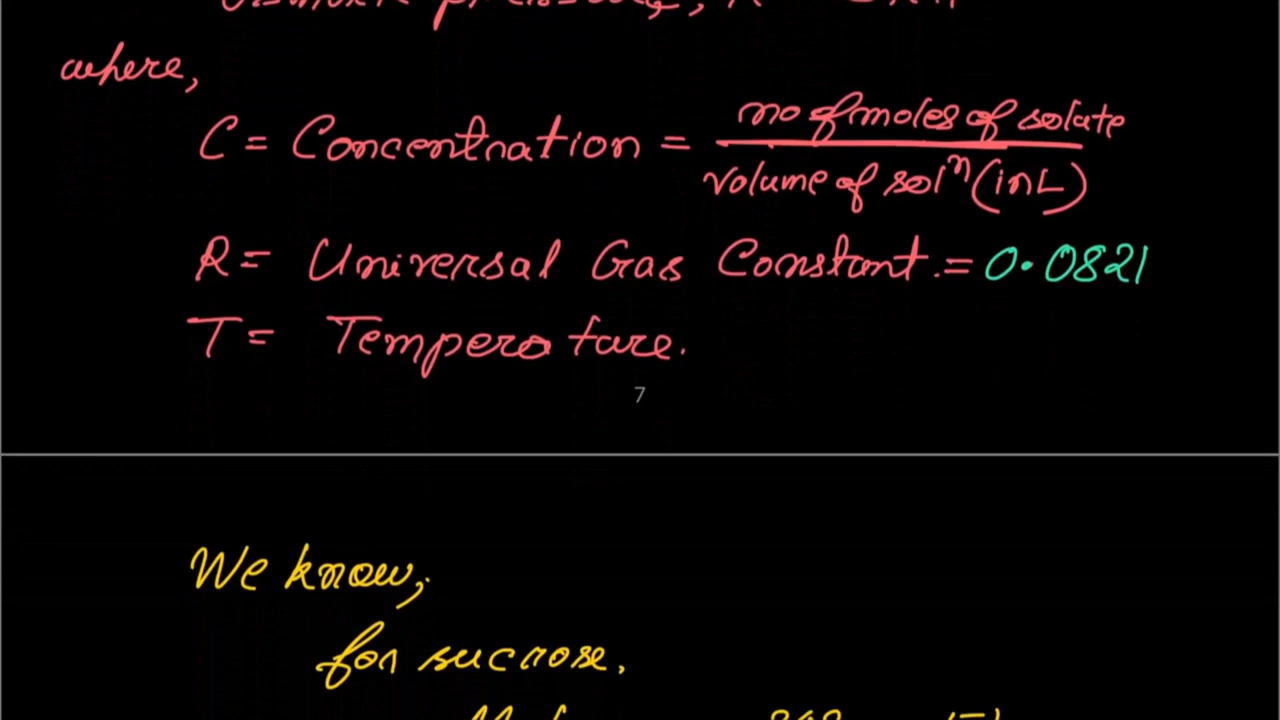 where,
C = Concentration = no of moles of solute / volume of solⁿ (in L)
R = Universal Gas Constant. = 0.0821
T = Temperature.
7
We know,
for sucrose.